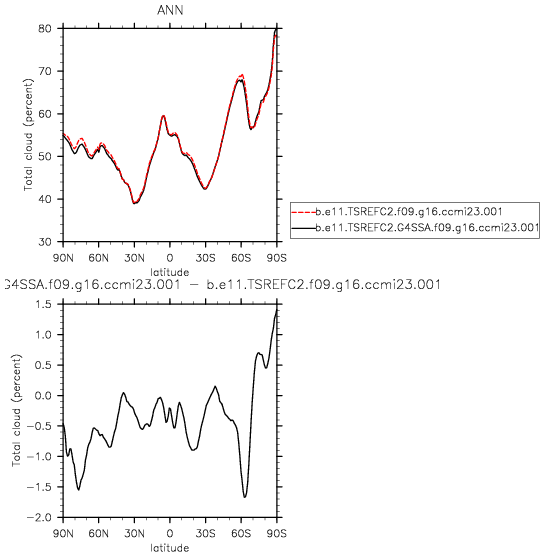 ANN
80
70
60
50
40
30
Total cloud (percent)
90N 60N 30N 0 30S 60S 90S
latitude
b.e11.TSREFC2.f09.g16.ccmi23.001
b.e11.TSREFC2.G4SSA.f09.g16.ccmi23.001
G4SSA.f09.g16.ccmi23.001 − b.e11.TSREFC2.f09.g16.ccmi23.001
1.5
1.0
0.5
0.0
−0.5
−1.0
−1.5
−2.0
Total cloud (percent)
90N 60N 30N 0 30S 60S 90S
latitude